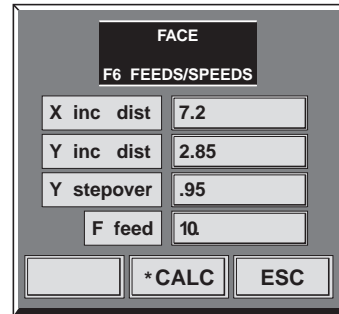 FACE
F6 FEEDS/SPEEDS
X inc dist 7.2
Y inc dist 2.85
Y stepover .95
F feed 10.
*CALC ESC